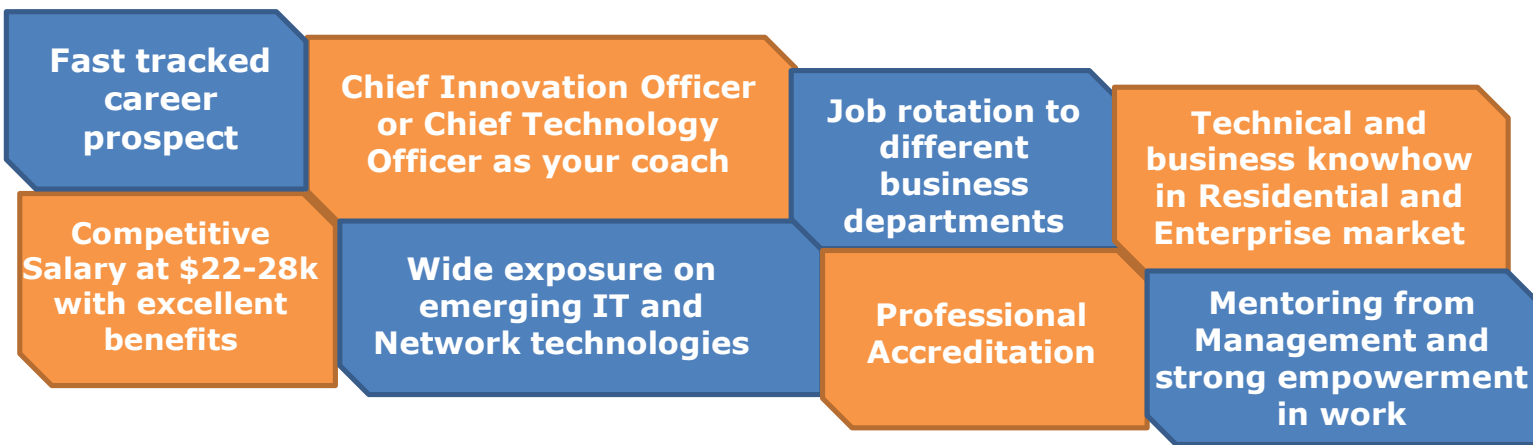 Fast tracked
career
prospect
Chief Innovation Officer
or Chief Technology
Officer as your coach
Job rotation to
different
business
departments
Technical and
business knowhow
in Residential and
Enterprise market
Competitive
Salary at $22-28k
with excellent
benefits
Wide exposure on
emerging IT and
Network technologies
Professional
Accreditation
Mentoring from
Management and
strong empowerment
in work